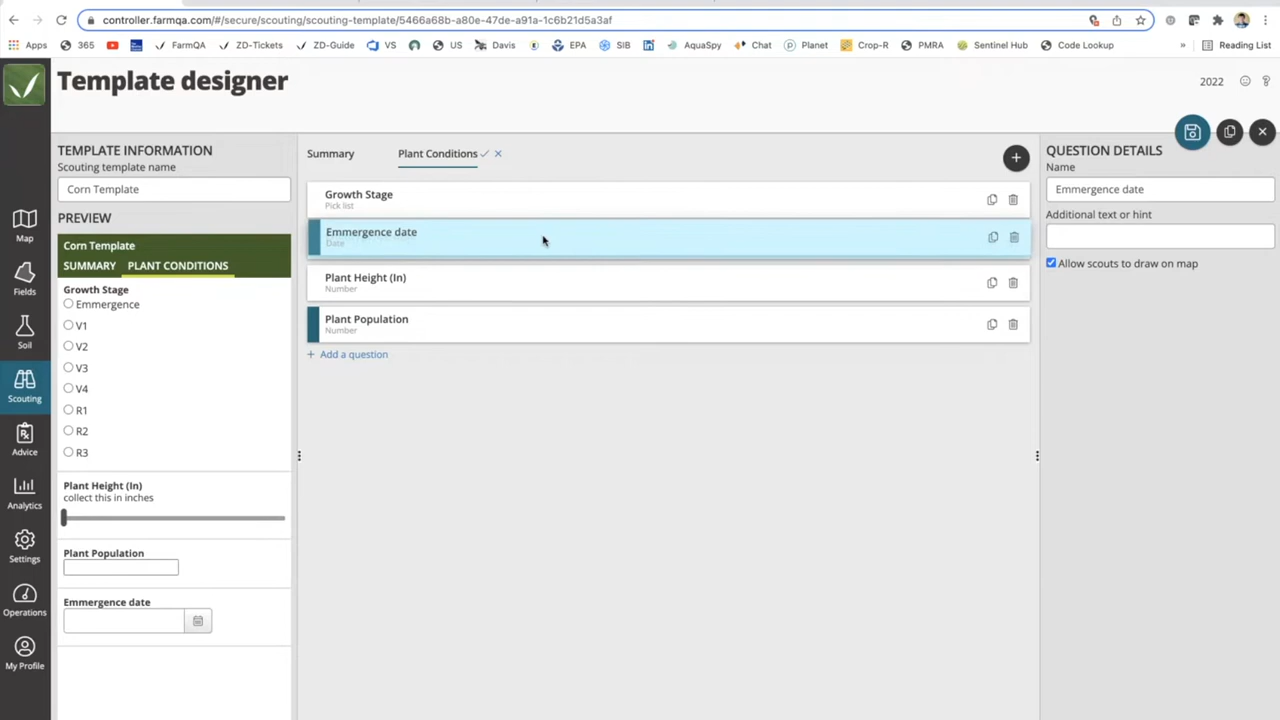 controller.farmqa.com/#/secure/scouting/scouting-template/5466a68b-a80e-47de-a91a-1c6b21d5a3af
Apps 365 FarmQA ZD-Tickets ZD-Guide VS US Davis EPA SIB AquaSpy Chat Planet Crop-R PMRA Sentinel Hub Code Lookup » Reading List
Template designer
2022
TEMPLATE INFORMATION
Scouting template name
Corn Template
PREVIEW
Corn Template
SUMMARY PLANT CONDITIONS
Growth Stage
Emmergence
V1
V2
V3
V4
R1
R2
R3
Plant Height (In)
collect this in inches
Plant Population
Emmergence date
Summary Plant Conditions
Growth Stage
Pick list
Emmergence date
Date
Plant Height (In)
Number
Plant Population
Number
+ Add a question
QUESTION DETAILS
Name
Emmergence date
Additional text or hint
Allow scouts to draw on map
Map
Fields
Soil
Scouting
Advice
Analytics
Settings
Operations
My Profile